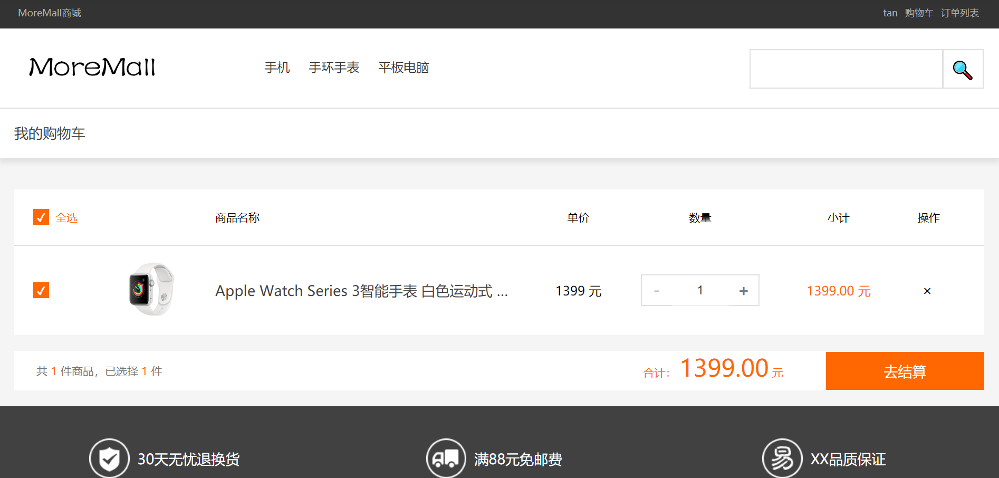 MoreMall商城 tan 购物车 订单列表
MoreMall 手机 手环手表 平板电脑
我的购物车
全选 商品名称 单价 数量 小计 操作
Apple Watch Series 3智能手表 白色运动式 ... 1399 元 - 1 + 1399.00 元 ×
共 1 件商品，已选择 1 件 合计： 1399.00 元 去结算
30天无忧退换货 满88元免邮费 易 XX品质保证